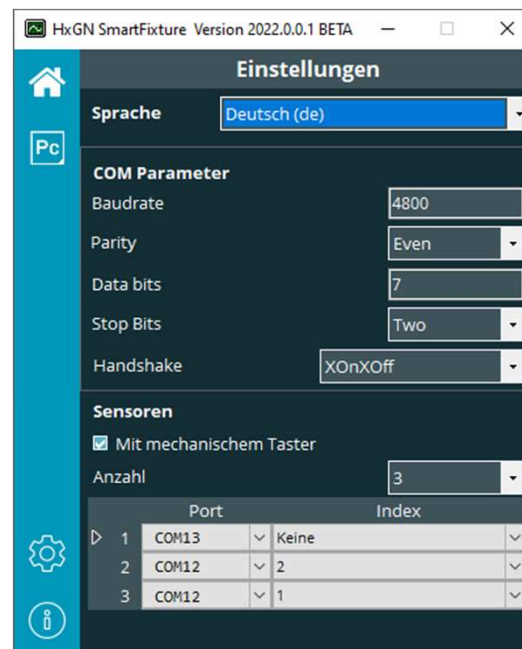 HxGN SmartFixture Version 2022.0.0.1 BETA
Einstellungen
Sprache Deutsch (de)
Pc
COM Parameter
Baudrate 4800
Parity Even
Data bits 7
Stop Bits Two
Handshake XOnXOff
Sensoren
Mit mechanischem Taster
Anzahl 3
Port Index
1 COM13 Keine
2 COM12 2
3 COM12 1